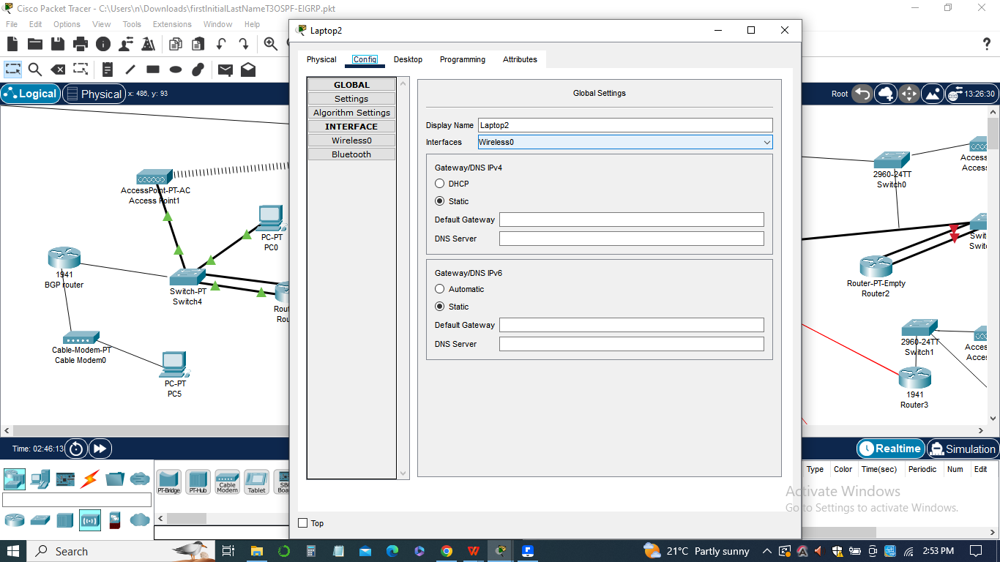 Cisco Packet Tracer - C:\Users\n\Downloads\firstInitialLastNameT3OSPF-EIGRP.pkt
File Edit Options View Tools Extensions Window Help
Laptop2
Physical Config Desktop Programming Attributes
Logical Physical x: 486, y: 93
Root 13:26:30
GLOBAL
Settings
Algorithm Settings
INTERFACE
Wireless0
Bluetooth
Global Settings
Display Name Laptop2
Interfaces Wireless0
Gateway/DNS IPv4
DHCP
Static
Default Gateway
DNS Server
Gateway/DNS IPv6
Automatic
Static
Default Gateway
DNS Server
Top
AccessPoint-PT-AC
Access Point1
PC-PT
PC0
1941
BGP router
Switch-PT
Switch4
Rout
Rou
Cable-Modem-PT
Cable Modem0
PC-PT
PC5
2960-24TT
Switch0
Access
Acces
Swit
Switc
Router-PT-Empty
Router2
2960-24TT
Switch1
Acces
Acce
1941
Router3
Time: 02:46:13
Realtime Simulation
PT-Bridge
PT-Hub
Cable
Modem
Tablet
SB
Boar
Type Color Time(sec) Periodic Num Edit
Activate Windows
Go to Settings to activate Windows.
Search
21°C Partly sunny
2:53 PM